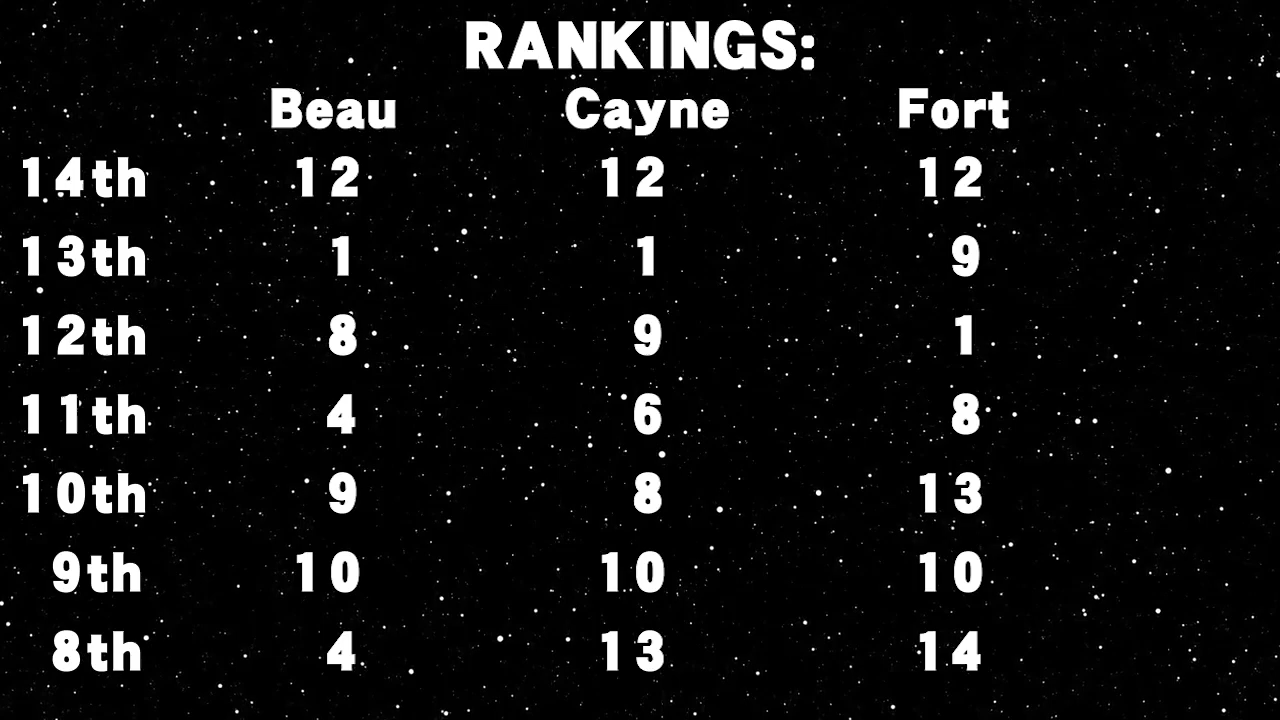 RANKINGS:
Beau Cayne Fort
14th 12 12 12
13th 1 1 9
12th 8 9 1
11th 4 6 8
10th 9 8 13
9th 10 10 10
8th 4 13 14